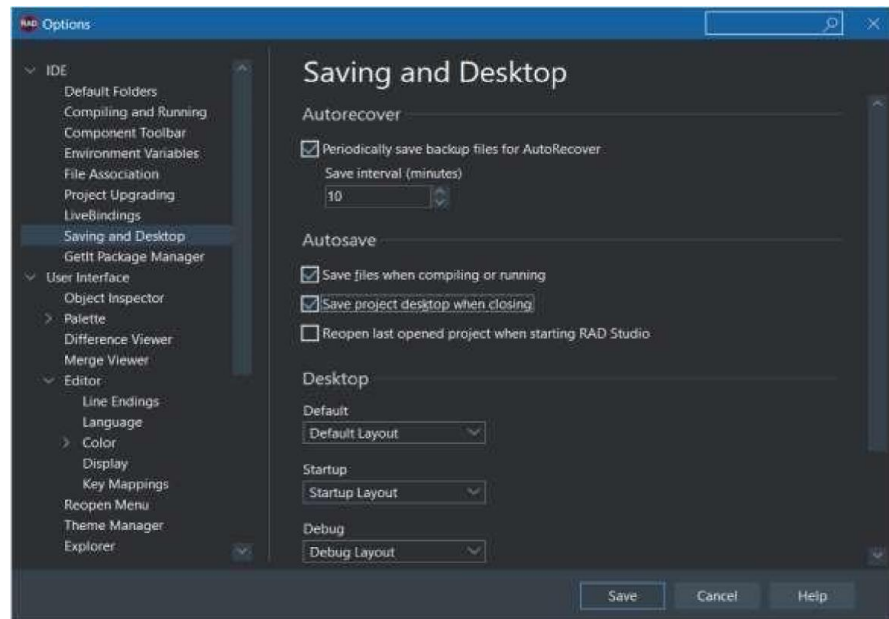 RAD Options
IDE
Default Folders
Compiling and Running
Component Toolbar
Environment Variables
File Association
Project Upgrading
LiveBindings
Saving and Desktop
GetIt Package Manager
User Interface
Object Inspector
Palette
Difference Viewer
Merge Viewer
Editor
Line Endings
Language
Color
Display
Key Mappings
Reopen Menu
Theme Manager
Explorer
Saving and Desktop
Autorecover
Periodically save backup files for AutoRecover
Save interval (minutes)
10
Autosave
Save files when compiling or running
Save project desktop when closing
Reopen last opened project when starting RAD Studio
Desktop
Default
Default Layout
Startup
Startup Layout
Debug
Debug Layout
Save Cancel Help